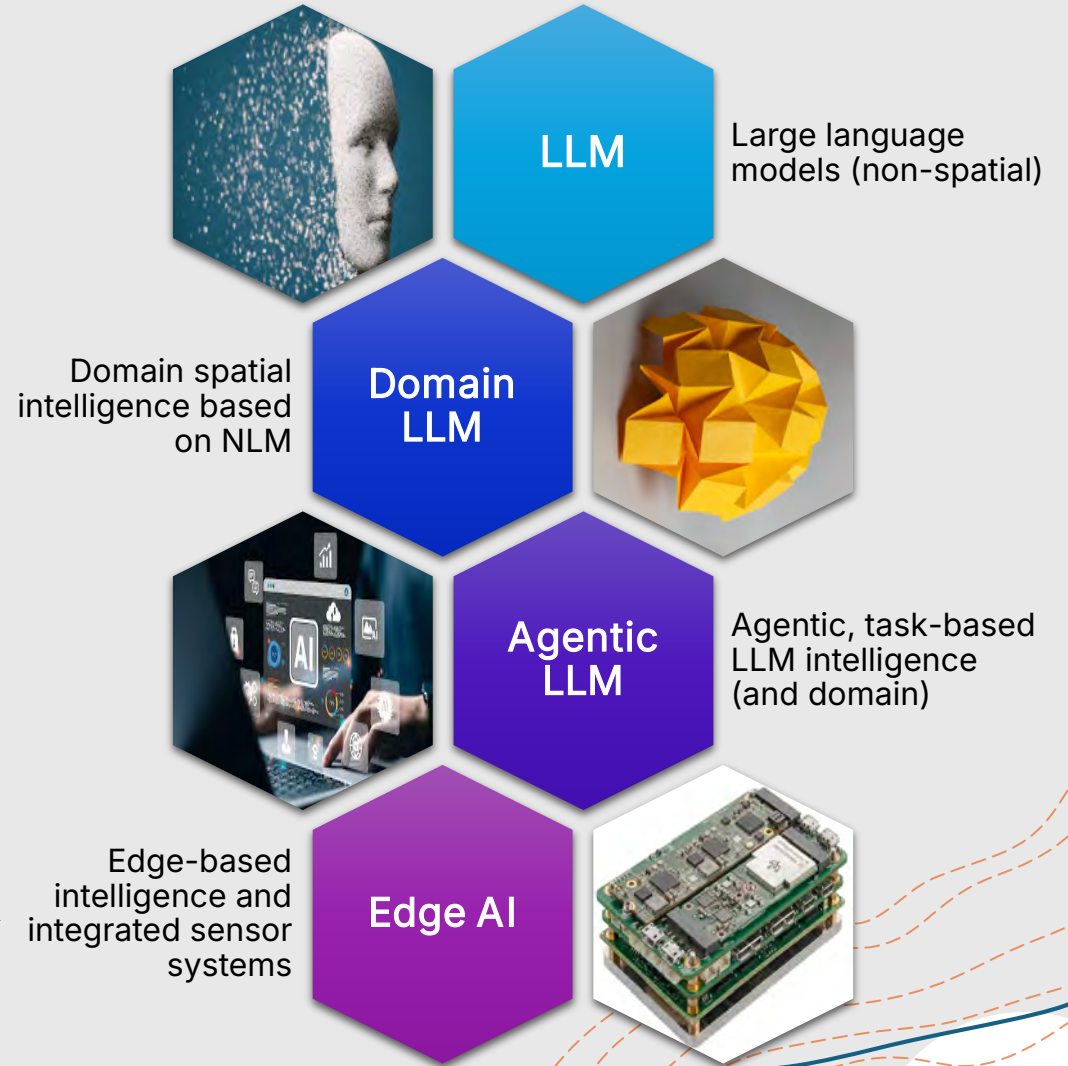 LLM
Large language
models (non-spatial)
Domain spatial
intelligence based
on NLM
Domain
LLM
AI
Agentic
LLM
Agentic, task-based
LLM intelligence
(and domain)
Edge-based
intelligence and
integrated sensor
systems
Edge AI